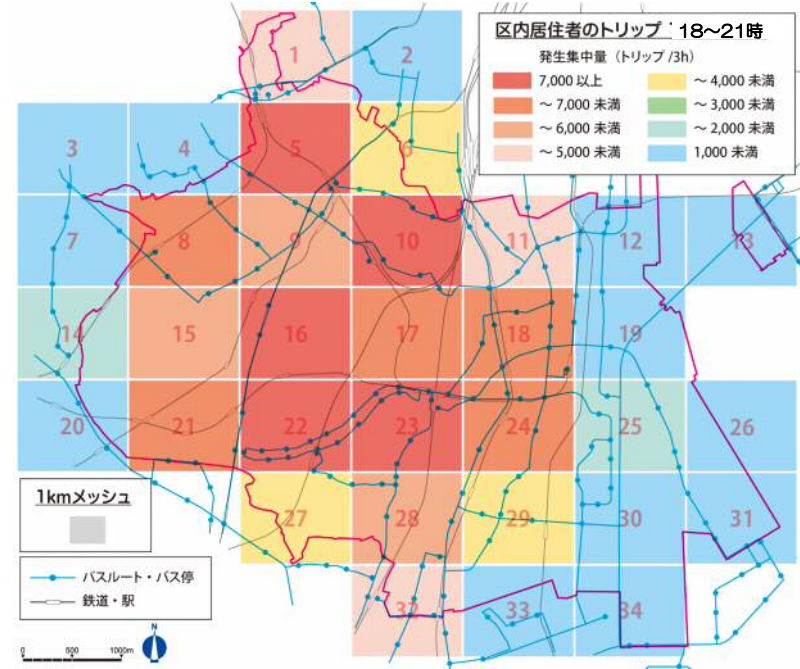 区内居住者のトリップ 18～21時
発生集中量（トリップ /3h）
7,000 以上
～ 7,000 未満
～ 6,000 未満
～ 5,000 未満
～ 4,000 未満
～ 3,000 未満
～ 2,000 未満
1,000 未満
1 2
3 4 5 6
7 8 9 10 11 12 13
14 15 16 17 18 19
20 21 22 23 24 25 26
27 28 29 30 31
32 33 34
1kmメッシュ
バスルート・バス停
鉄道・駅
N
0 500 1000m